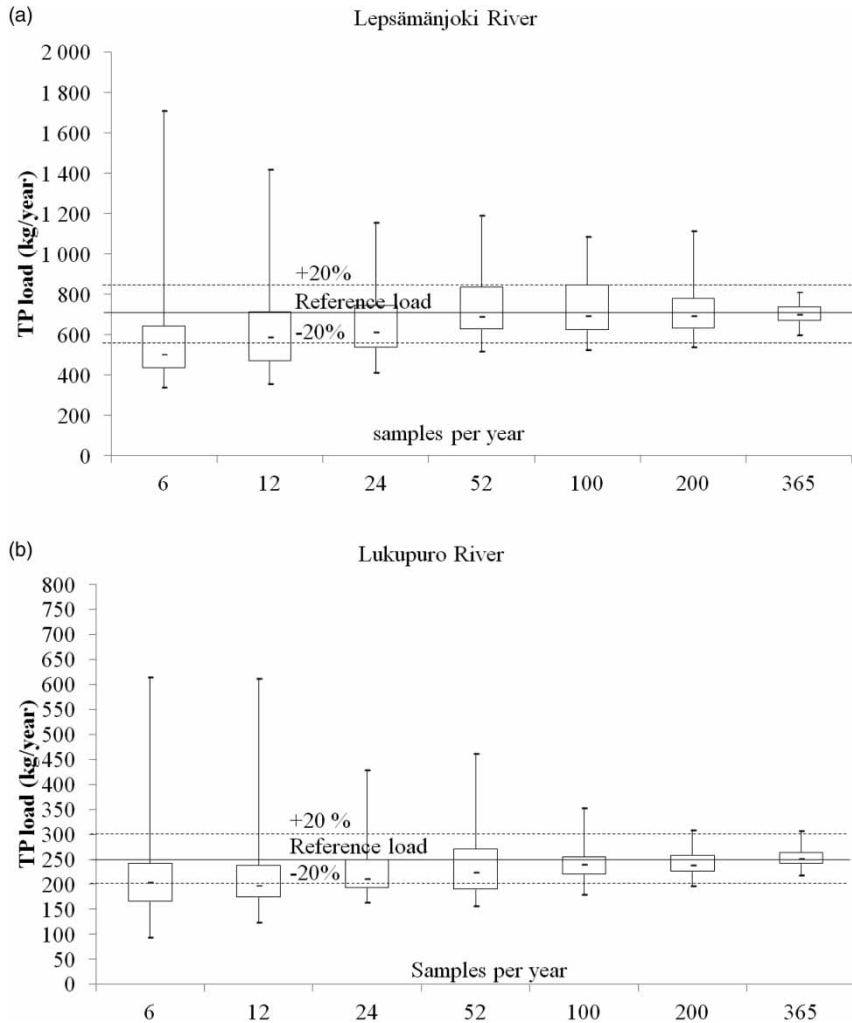 (a)
Lepsämänjoki River
TP load (kg/year)
2 000
1 800
1 600
1 400
1 200
1 000
800
600
400
200
0
+20%
Reference load
-20%
samples per year
6 12 24 52 100 200 365
(b)
Lukupuro River
TP load (kg/year)
800
750
700
650
600
550
500
450
400
350
300
250
200
150
100
50
0
+20 %
Reference load
-20%
Samples per year
6 12 24 52 100 200 365